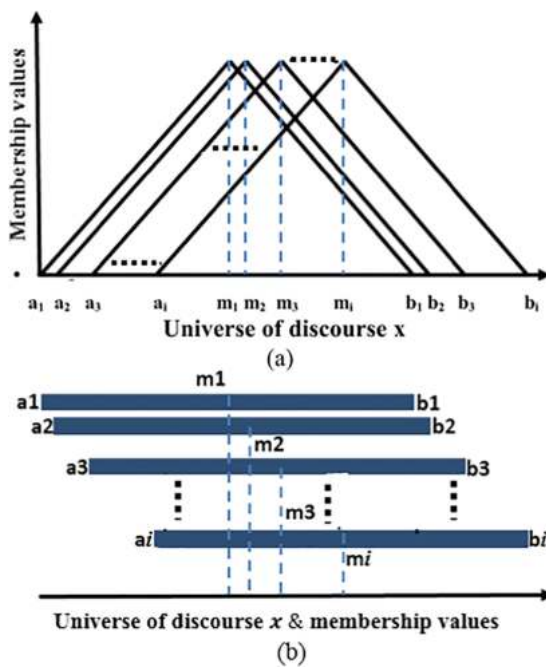 Membership values
a₁ a₂ a₃ aᵢ m₁ m₂ m₃ mᵢ b₁ b₂ b₃ bᵢ
Universe of discourse x
(a)
m1
a1 b1
a2 b2
m2
a3 b3
m3
ai bi
mi
Universe of discourse x & membership values
(b)